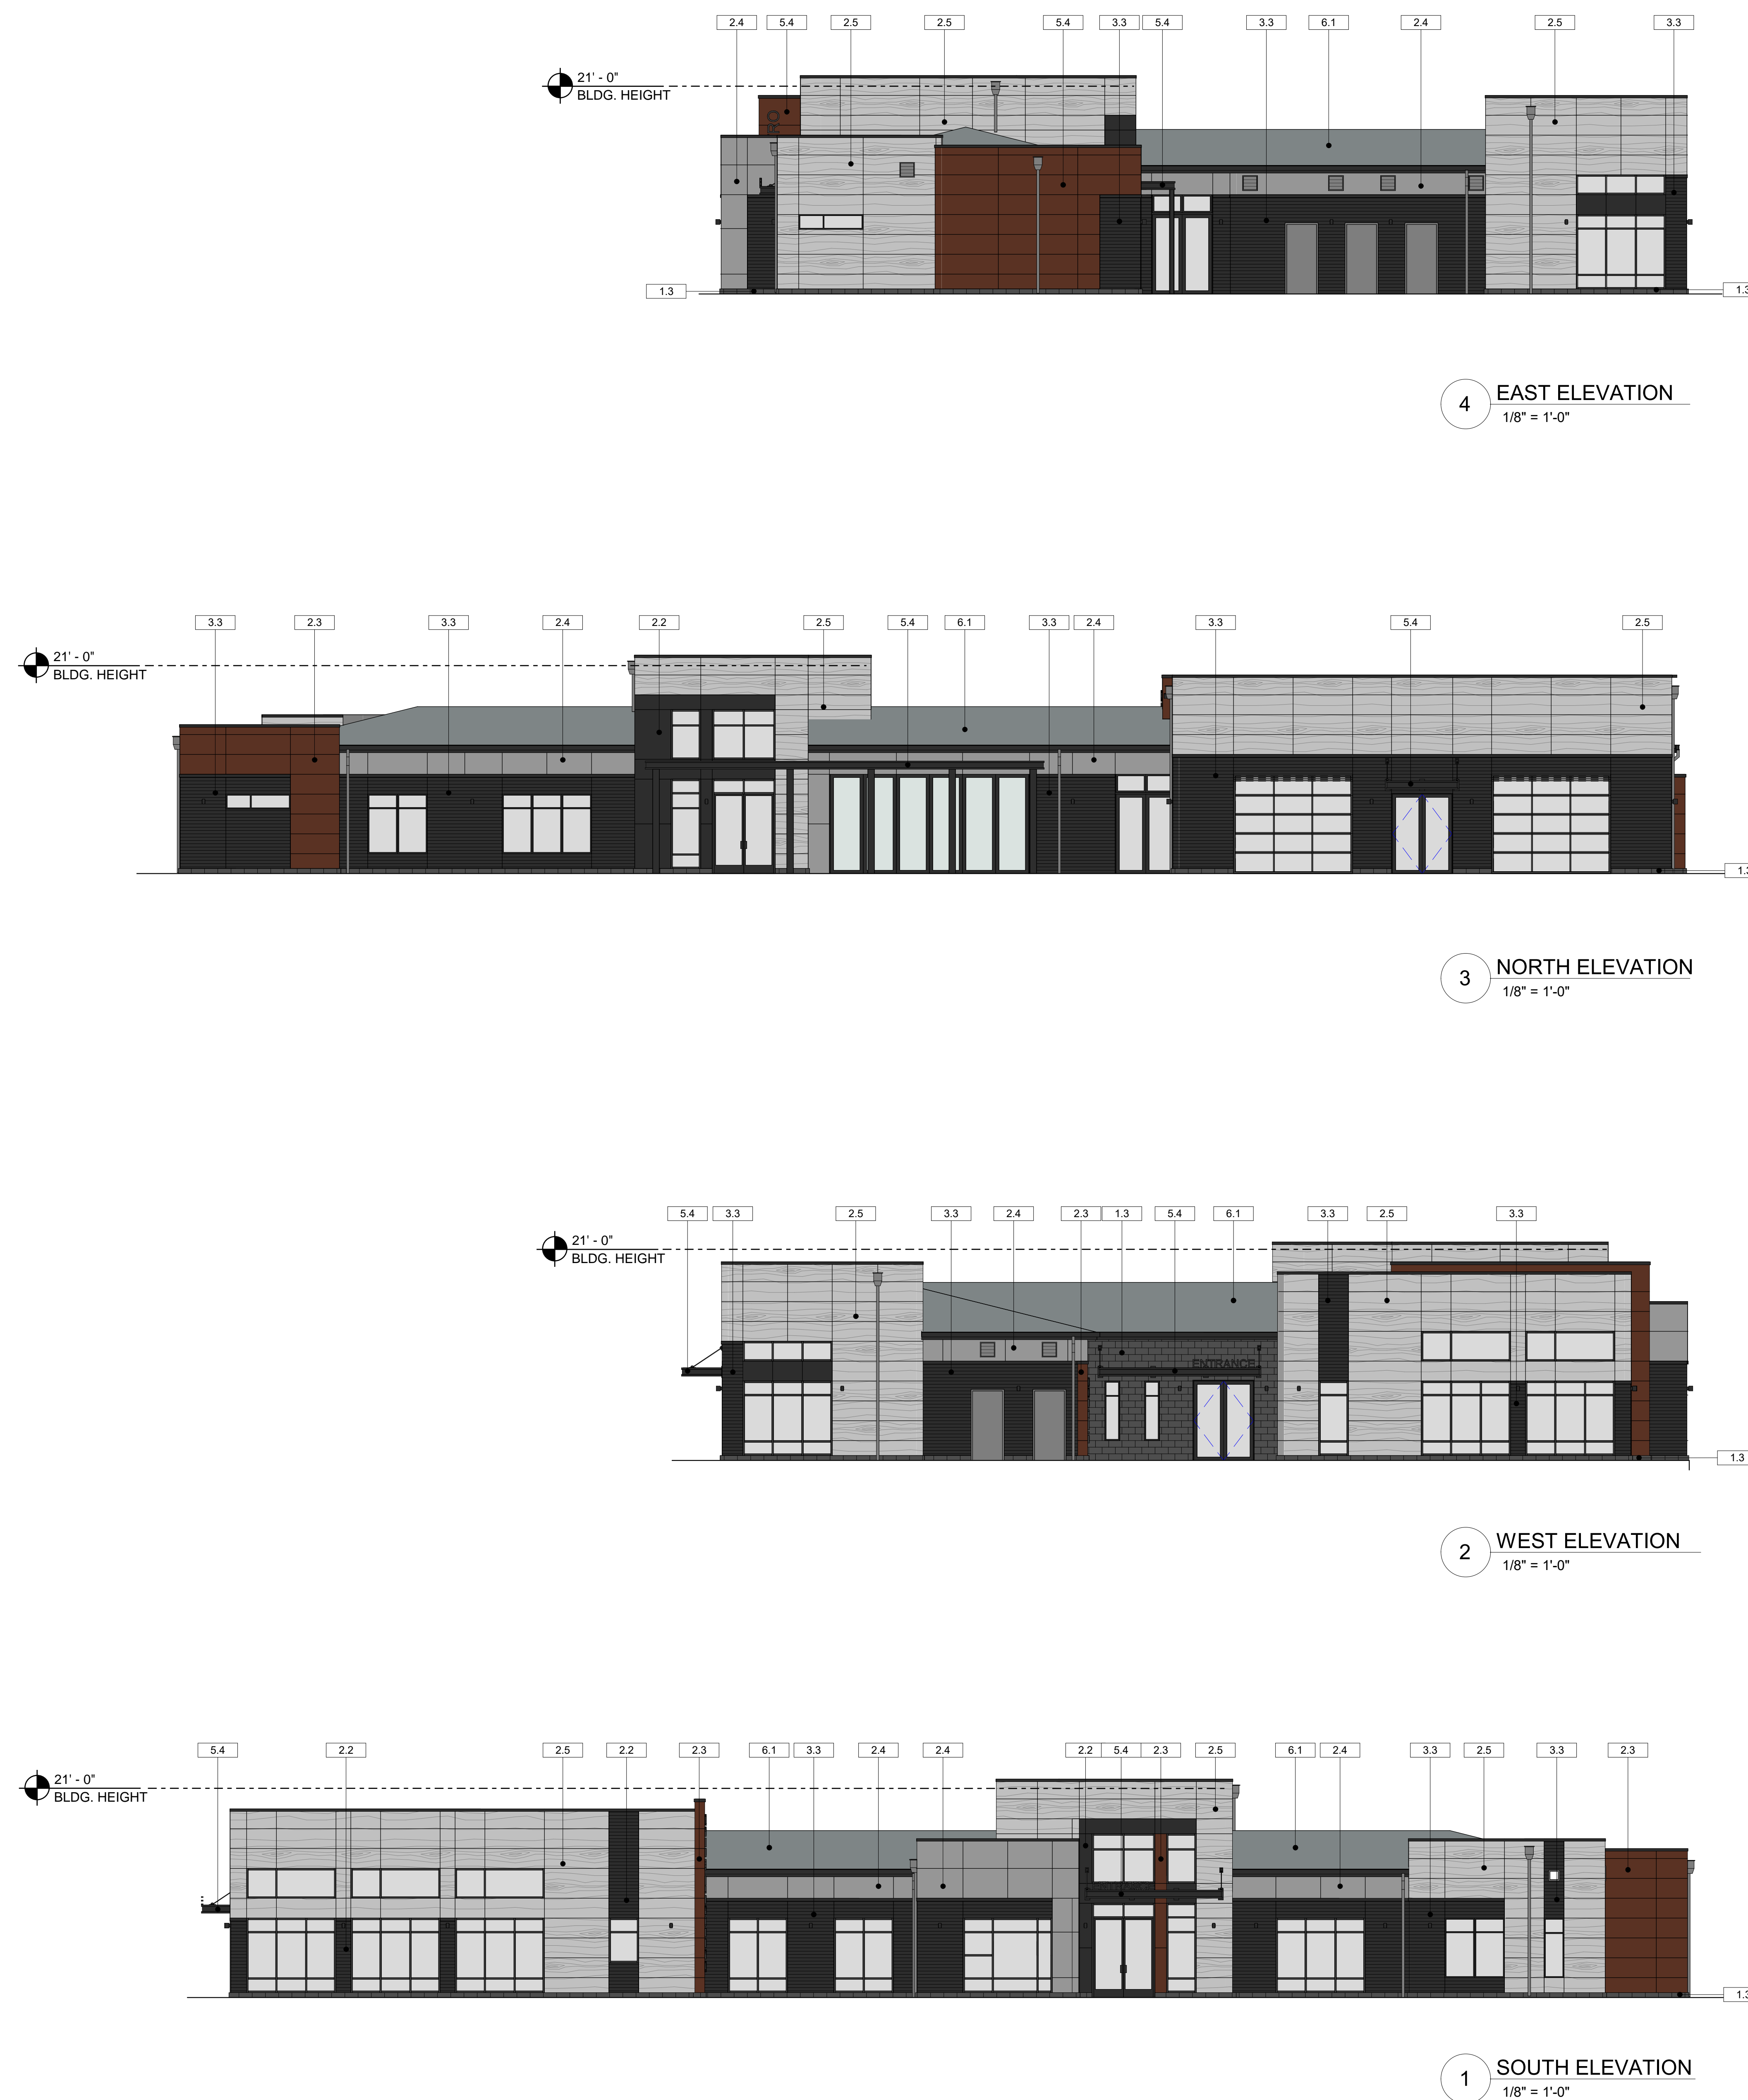 2.4 5.4 2.5 2.5 5.4 3.3 5.4 3.3 6.1 2.4 2.5 3.3
21' - 0"
BLDG. HEIGHT
RO
1.3
1.3
4
EAST ELEVATION
1/8" = 1'-0"
3.3 2.3 3.3 2.4 2.2 2.5 5.4 6.1 3.3 2.4 3.3 5.4 2.5
21' - 0"
BLDG. HEIGHT
1.3
3
NORTH ELEVATION
1/8" = 1'-0"
5.4 3.3 2.5 3.3 2.4 2.3 1.3 5.4 6.1 3.3 2.5 3.3
21' - 0"
BLDG. HEIGHT
ENTRANCE
1.3
2
WEST ELEVATION
1/8" = 1'-0"
5.4 2.2 2.5 2.2 2.3 6.1 3.3 2.4 2.4 2.2 5.4 2.3 2.5 6.1 2.4 3.3 2.5 3.3 2.3
21' - 0"
BLDG. HEIGHT
1.3
1
SOUTH ELEVATION
1/8" = 1'-0"